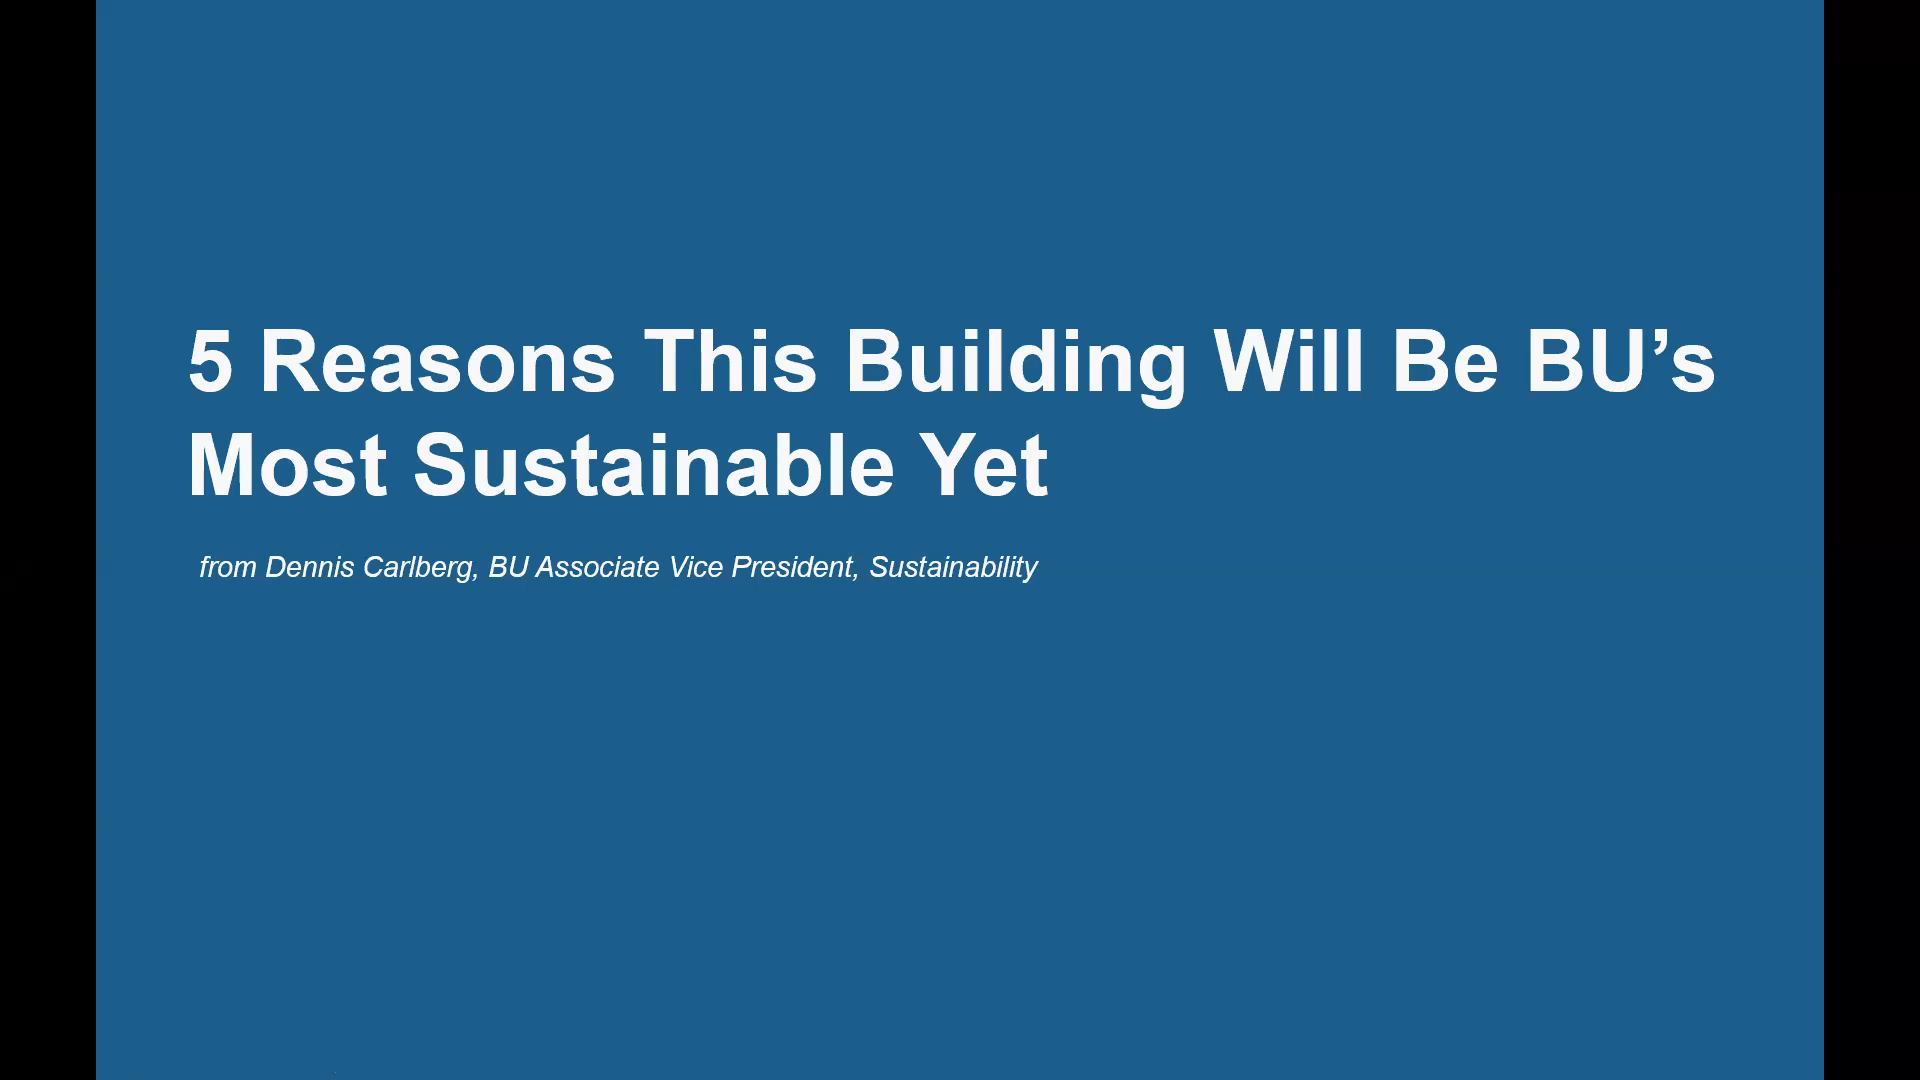 5 Reasons This Building Will Be BU’s
Most Sustainable Yet
from Dennis Carlberg, BU Associate Vice President, Sustainability